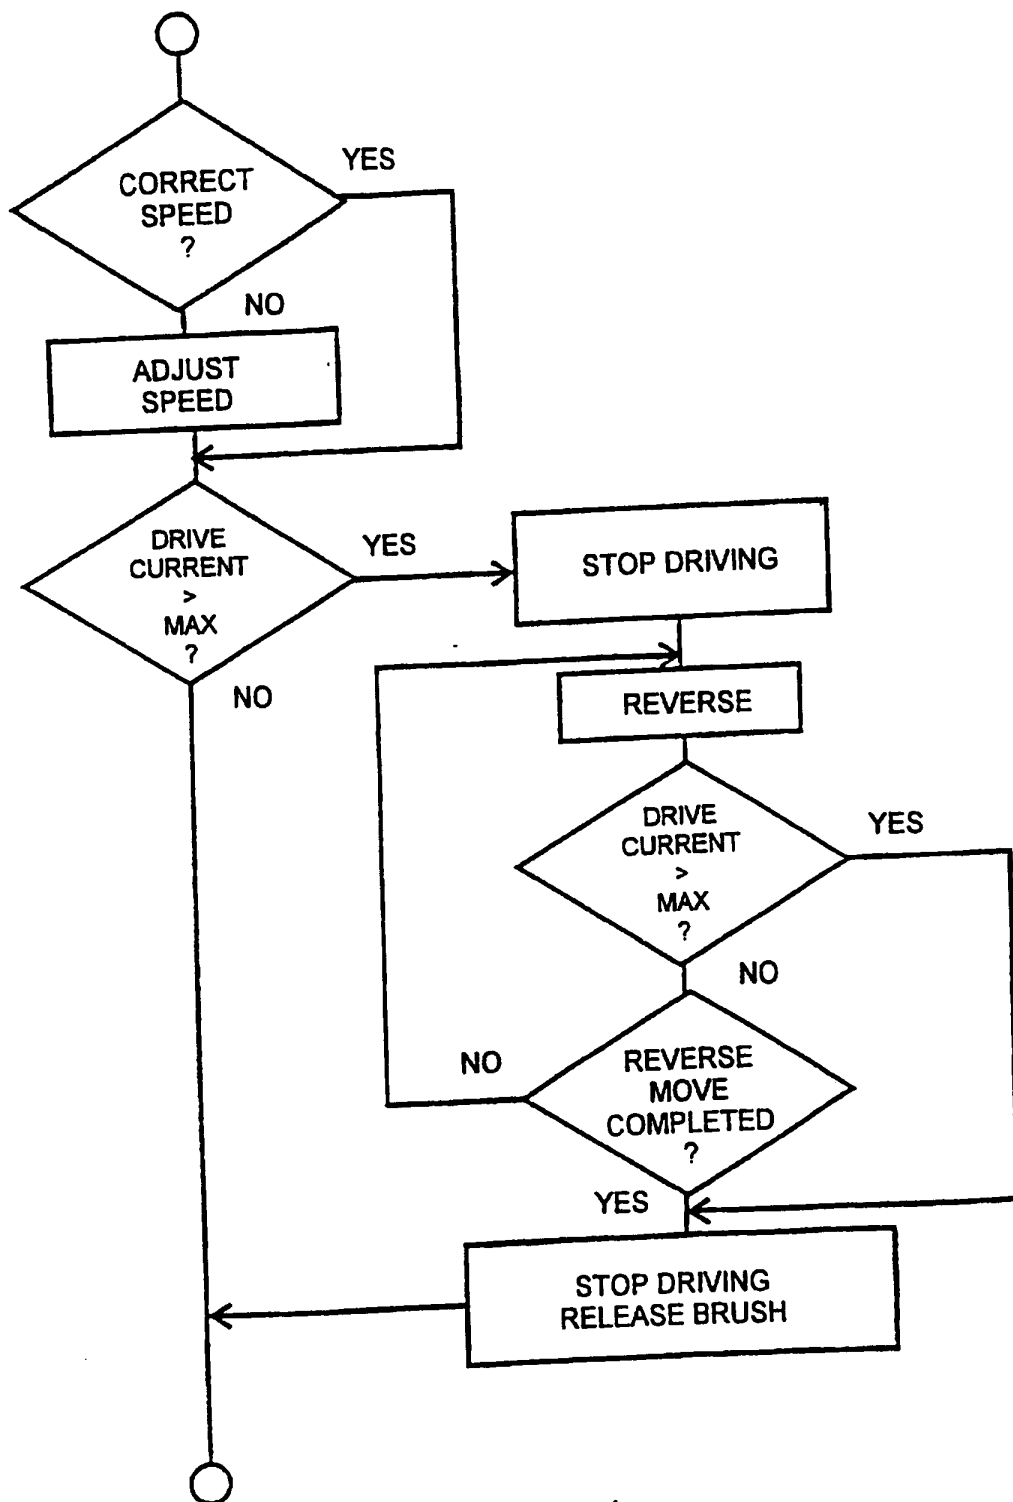 YES
CORRECT
SPEED
?
NO
ADJUST
SPEED
DRIVE
CURRENT
>
MAX
?
YES
NO
STOP DRIVING
REVERSE
DRIVE
CURRENT
>
MAX
?
YES
NO
NO
REVERSE
MOVE
COMPLETED
?
YES
STOP DRIVING
RELEASE BRUSH